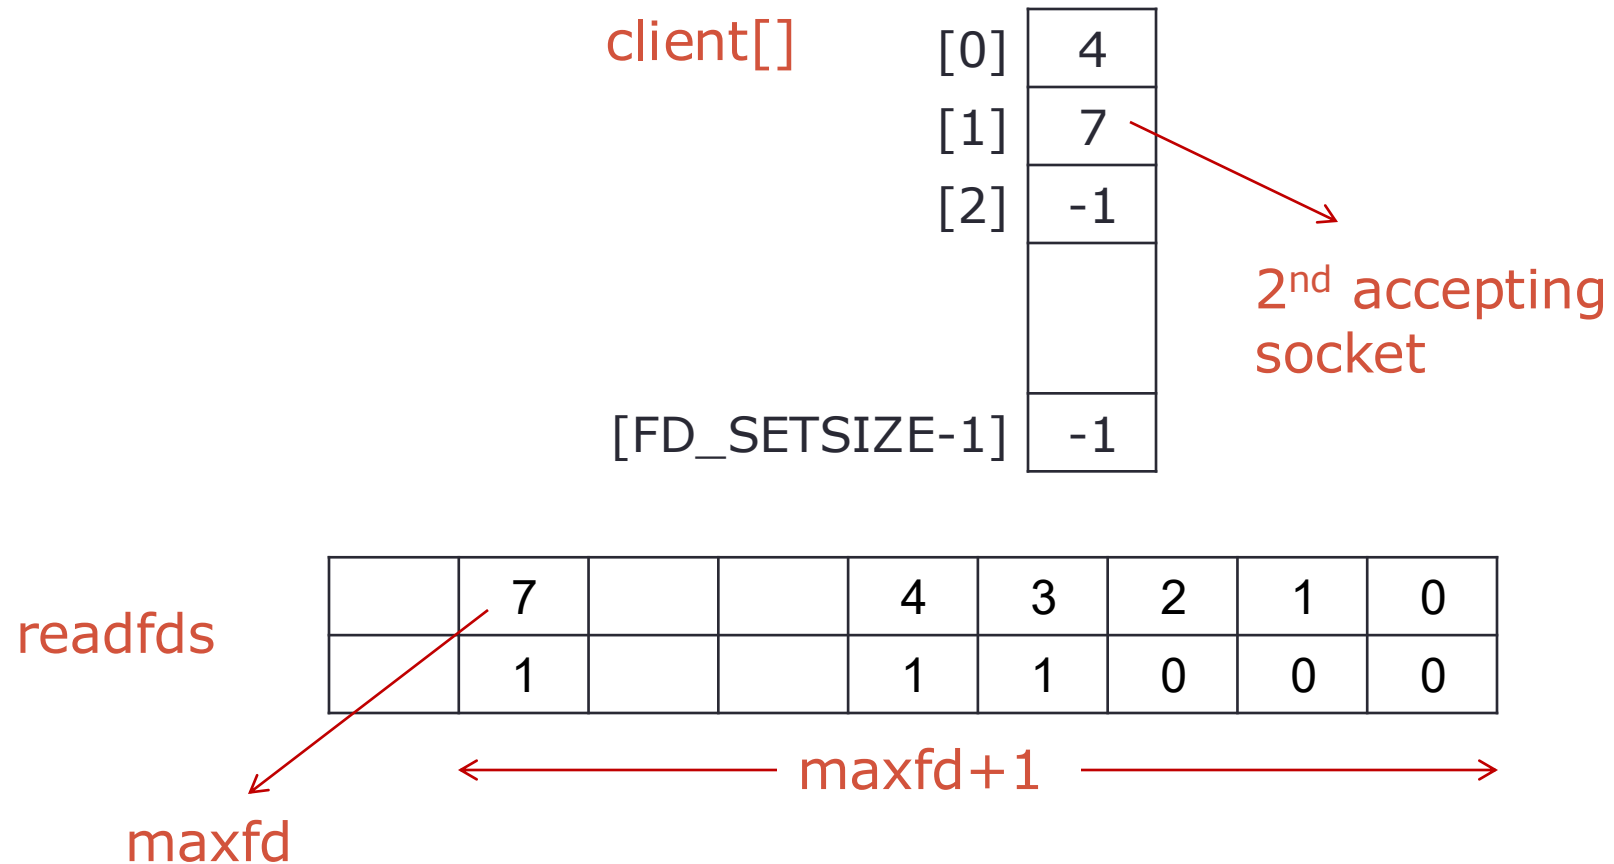 client[]
[0] 4
[1] 7
[2] -1
2nd accepting
socket
[FD_SETSIZE-1] -1
readfds
7 4 3 2 1 0
1 1 1 0 0 0
maxfd+1
maxfd